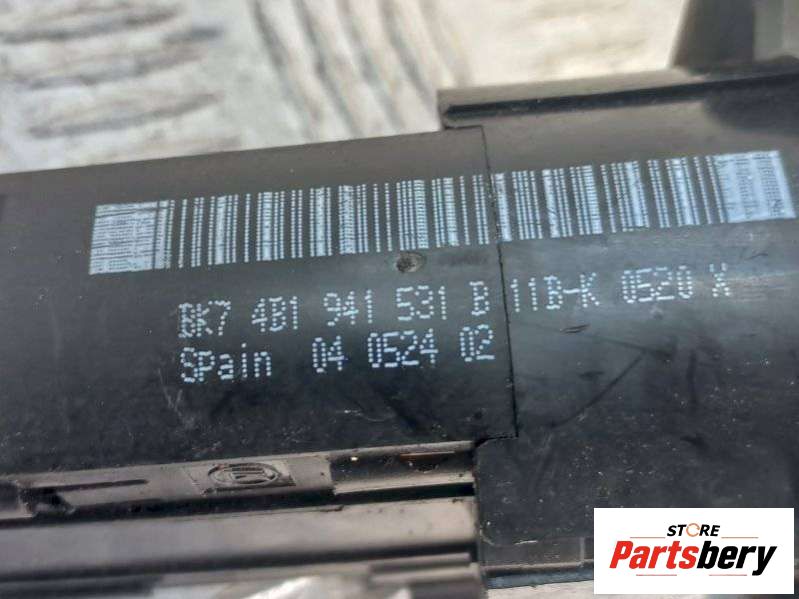 BK7 4B1 941 531 B 11B-K 0520 X
Spain 04 0524 02
STORE
Partsbery